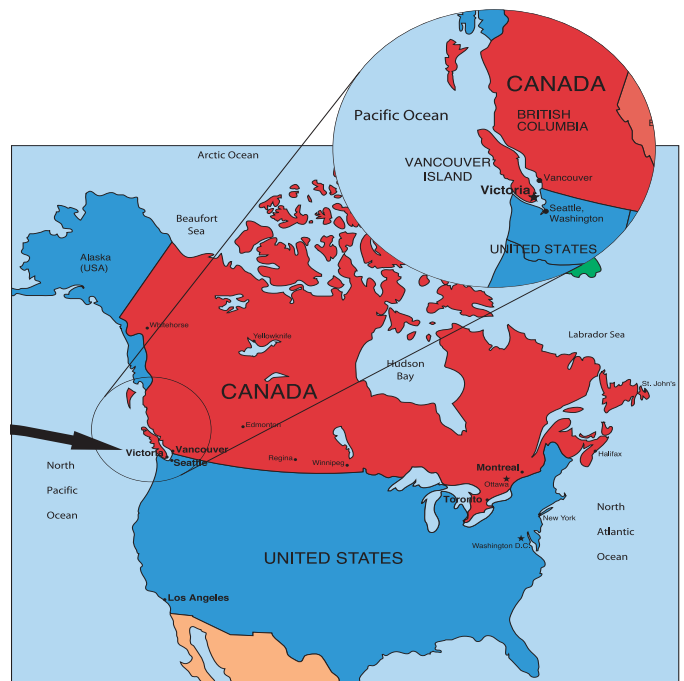 CANADA
Pacific Ocean
BRITISH
COLUMBIA
VANCOUVER
ISLAND
Vancouver
Victoria
Seattle,
Washington
UNITED STATES
Arctic Ocean
Beaufort
Sea
Alaska
(USA)
Whitehorse
Yellowknife
Labrador Sea
Hudson
Bay
CANADA
St. John's
Edmonton
Vancouver
Victoria
Seattle
Regina
Winnipeg
Montreal
Ottawa
Halifax
Toronto
North
Pacific
Ocean
New York
North
Atlantic
Ocean
Washington D.C.
UNITED STATES
Los Angeles